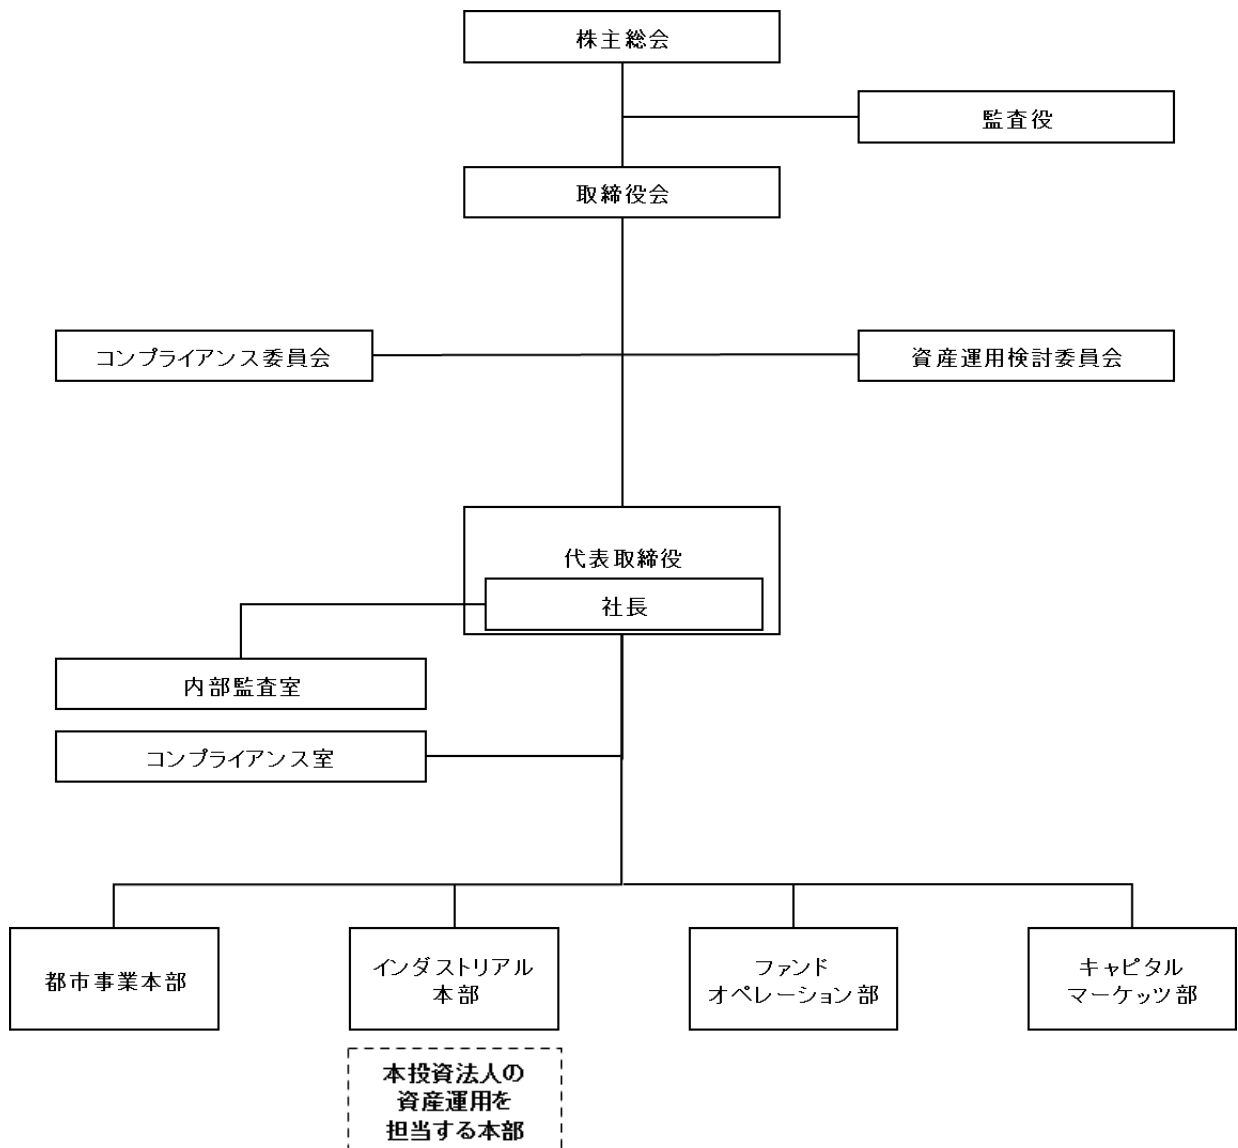 株主総会
監査役
取締役会
コンプライアンス委員会
資産運用検討委員会
代表取締役
社長
内部監査室
コンプライアンス室
都市事業本部
インダストリアル
本部
ファンド
オペレーション部
キャピタル
マーケッツ部
本投資法人の
資産運用を
担当する本部